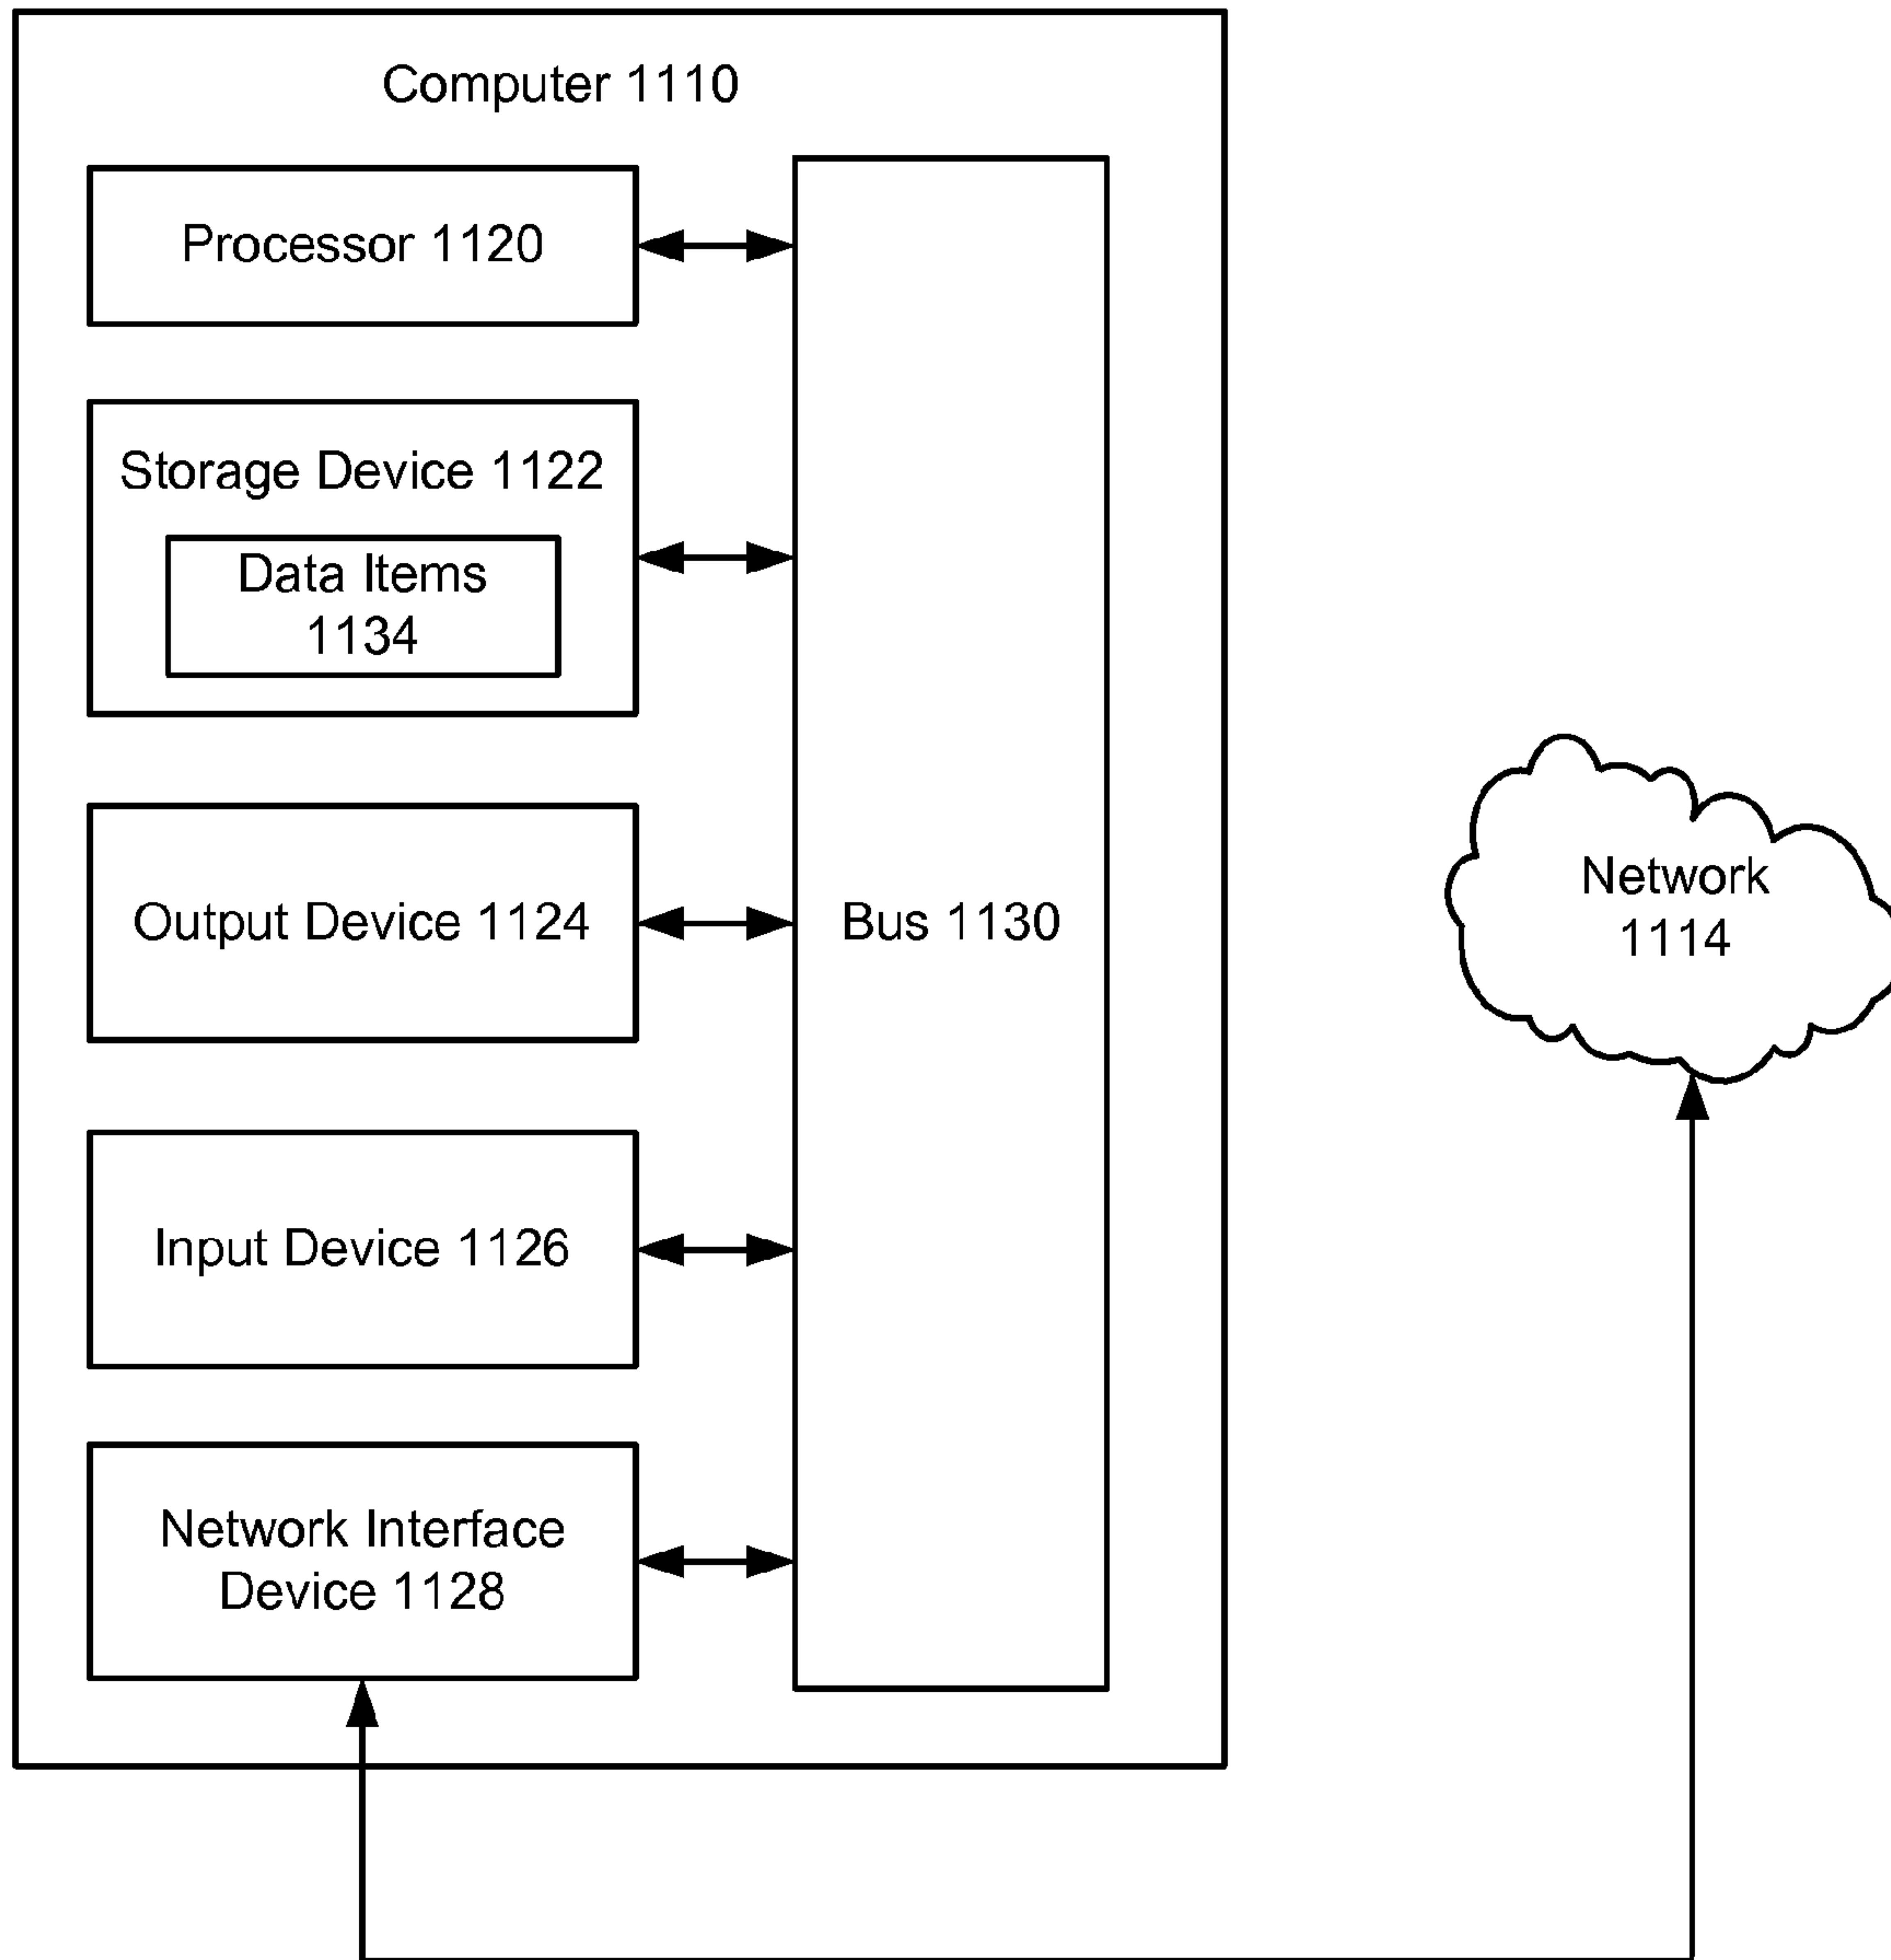 Computer 1110
Processor 1120
Storage Device 1122
Data Items
1134
Output Device 1124
Bus 1130
Network
1114
Input Device 1126
Network Interface
Device 1128